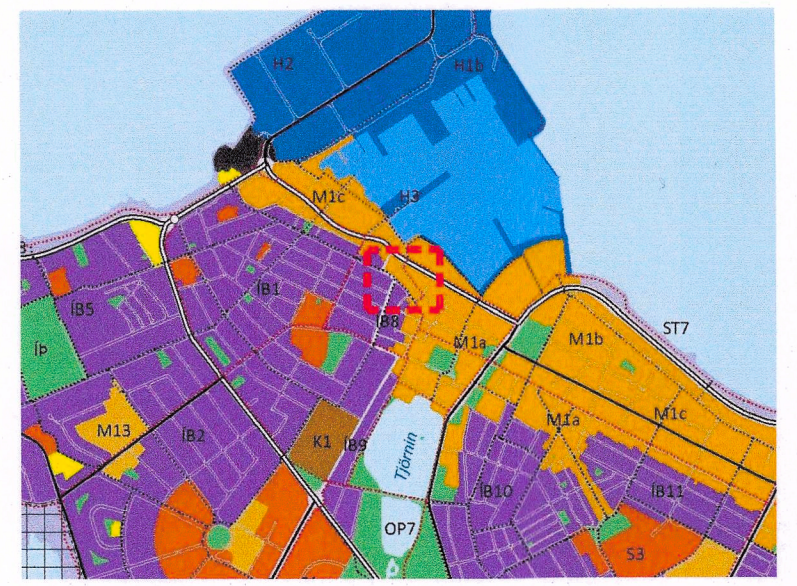 H2
H1b
M1c
H3
ÍB5
ÍB1
ÍB8
M1a
M1b
ST7
Íþ
M13
ÍB2
K1
ÍB9
Tjörnin
M1a
M1c
ÍB10
ÍB11
OP7
S3